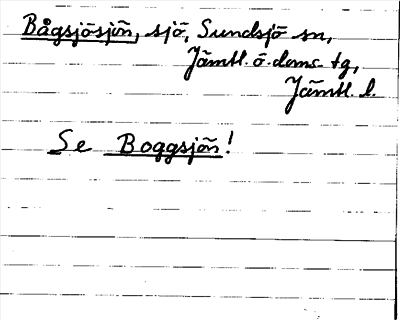 Bågsjösjön, sjö, Sundsjö sn,
Jämtl. ö. doms. tg,
Jämtl. l.
Se Boggsjön!